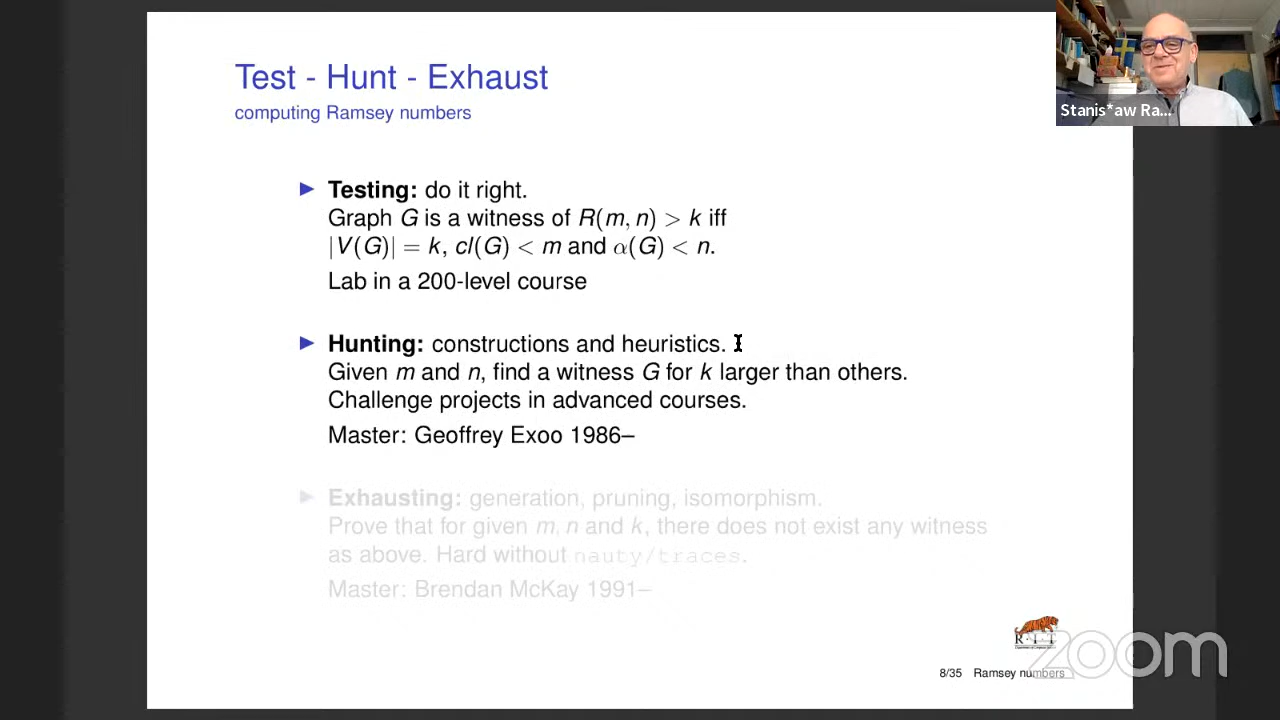 Test - Hunt - Exhaust
computing Ramsey numbers
Stanis*aw Ra...
▶ Testing: do it right.
Graph G is a witness of R(m, n) > k iff
|V(G)| = k, cl(G) < m and α(G) < n.
Lab in a 200-level course
▶ Hunting: constructions and heuristics.
Given m and n, find a witness G for k larger than others.
Challenge projects in advanced courses.
Master: Geoffrey Exoo 1986–
▶ Exhausting: generation, pruning, isomorphism.
Prove that for given m, n and k, there does not exist any witness
as above. Hard without nauty/traces.
Master: Brendan McKay 1991–
R·I·T
zoom
8/35 Ramsey numbers